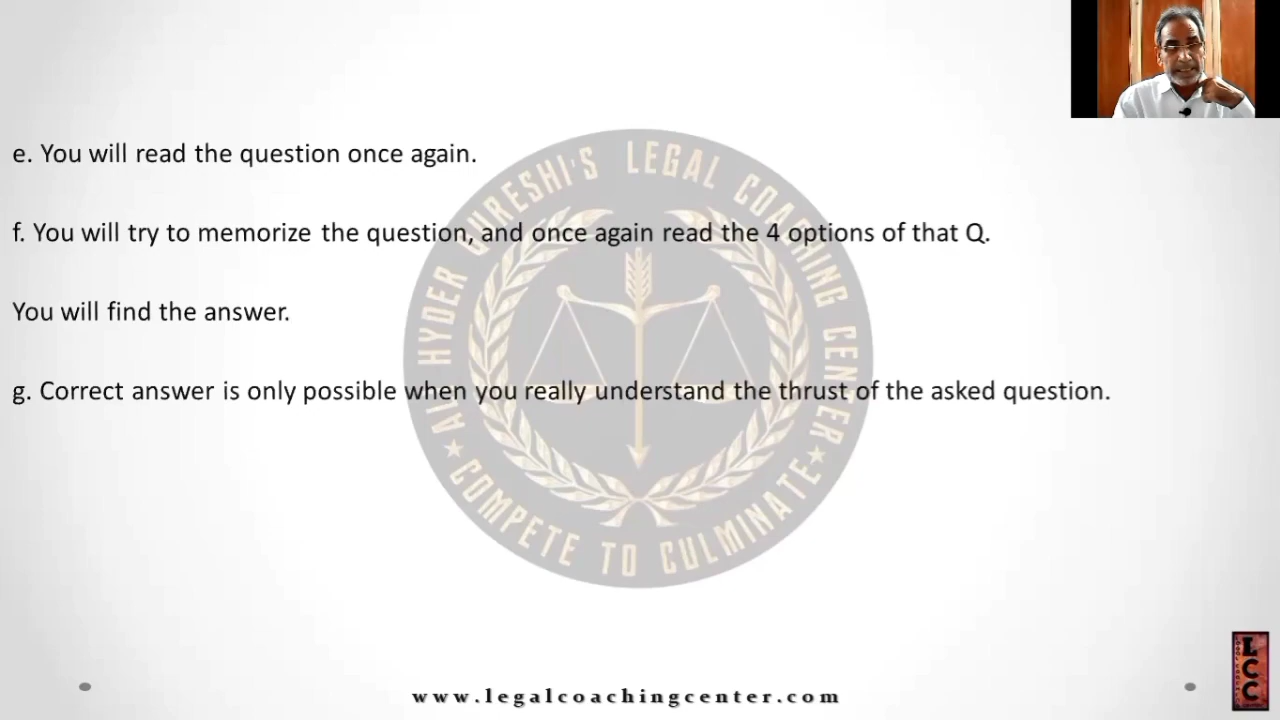 e. You will read the question once again.
f. You will try to memorize the question, and once again read the 4 options of that Q.
You will find the answer.
g. Correct answer is only possible when you really understand the thrust of the asked question.
HYDER QURESHI'S LEGAL COACHING CENTER
★ COMPETE TO CULMINATE ★
LCC
www.legalcoachingcenter.com